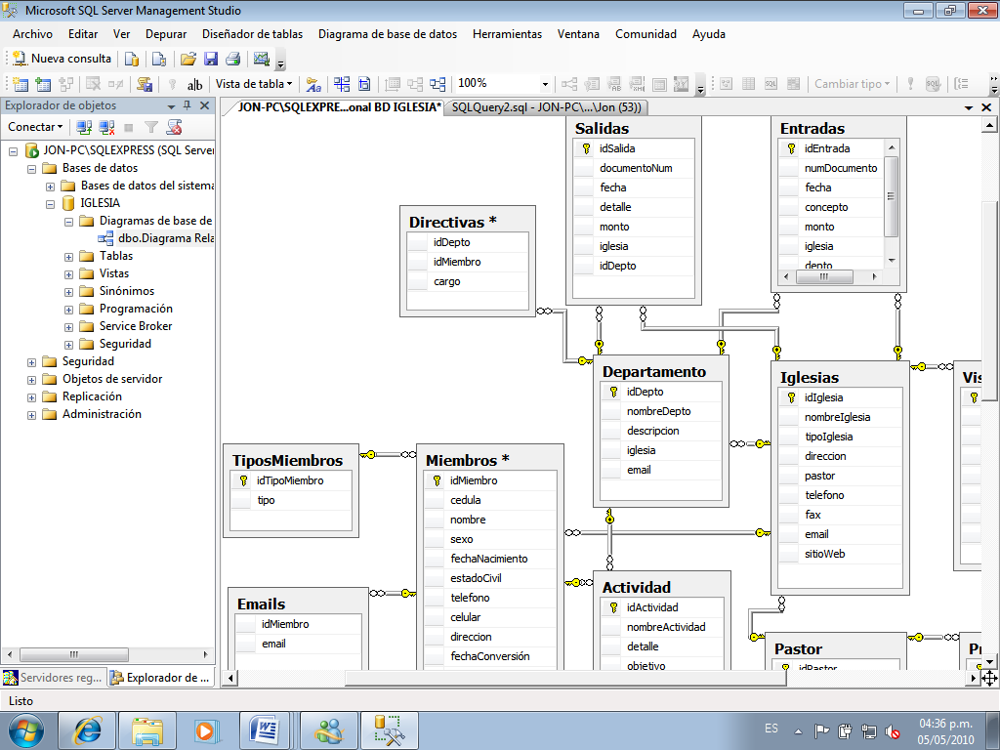 Microsoft SQL Server Management Studio
Archivo Editar Ver Depurar Diseñador de tablas Diagrama de base de datos Herramientas Ventana Comunidad Ayuda
Nueva consulta
ab Vista de tabla 100% Cambiar tipo
Explorador de objetos
JON-PC\SQLEXPRE...onal BD IGLESIA* SQLQuery2.sql - JON-PC\...\Jon (53))
Conectar
JON-PC\SQLEXPRESS (SQL Server
Bases de datos
Bases de datos del sistema
IGLESIA
Diagramas de base de
dbo.Diagrama Rela
Tablas
Vistas
Sinónimos
Programación
Service Broker
Seguridad
Seguridad
Objetos de servidor
Replicación
Administración
Servidores reg... Explorador de ...
Salidas
idSalida
documentoNum
fecha
detalle
monto
iglesia
idDepto
Entradas
idEntrada
numDocumento
fecha
concepto
monto
iglesia
depto
Directivas *
idDepto
idMiembro
cargo
Departamento
idDepto
nombreDepto
descripcion
iglesia
email
Iglesias
idIglesia
nombreIglesia
tipoIglesia
direccion
pastor
telefono
fax
email
sitioWeb
Vis
TiposMiembros
idTipoMiembro
tipo
Miembros *
idMiembro
cedula
nombre
sexo
fechaNacimiento
estadoCivil
telefono
celular
direccion
fechaConversión
Emails
idMiembro
email
Actividad
idActividad
nombreActividad
detalle
objetivo
Pastor
idPastor
Pr
Listo
ES
04:36 p.m.
05/05/2010